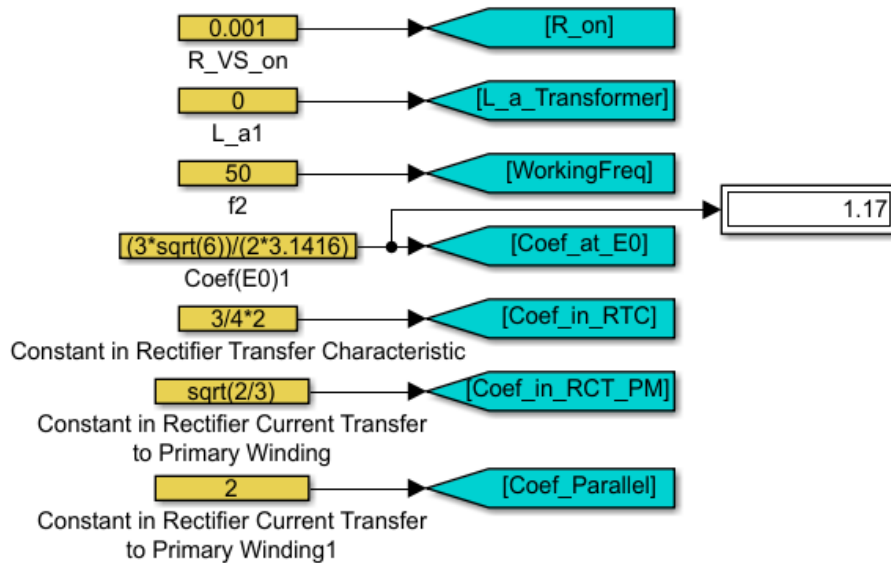 0.001
[R_on]
R_VS_on
0
[L_a_Transformer]
L_a1
50
[WorkingFreq]
f2
1.17
(3*sqrt(6))/(2*3.1416)
[Coef_at_E0]
Coef(E0)1
3/4*2
[Coef_in_RTC]
Constant in Rectifier Transfer Characteristic
sqrt(2/3)
[Coef_in_RCT_PM]
Constant in Rectifier Current Transfer
to Primary Winding
2
[Coef_Parallel]
Constant in Rectifier Current Transfer
to Primary Winding1